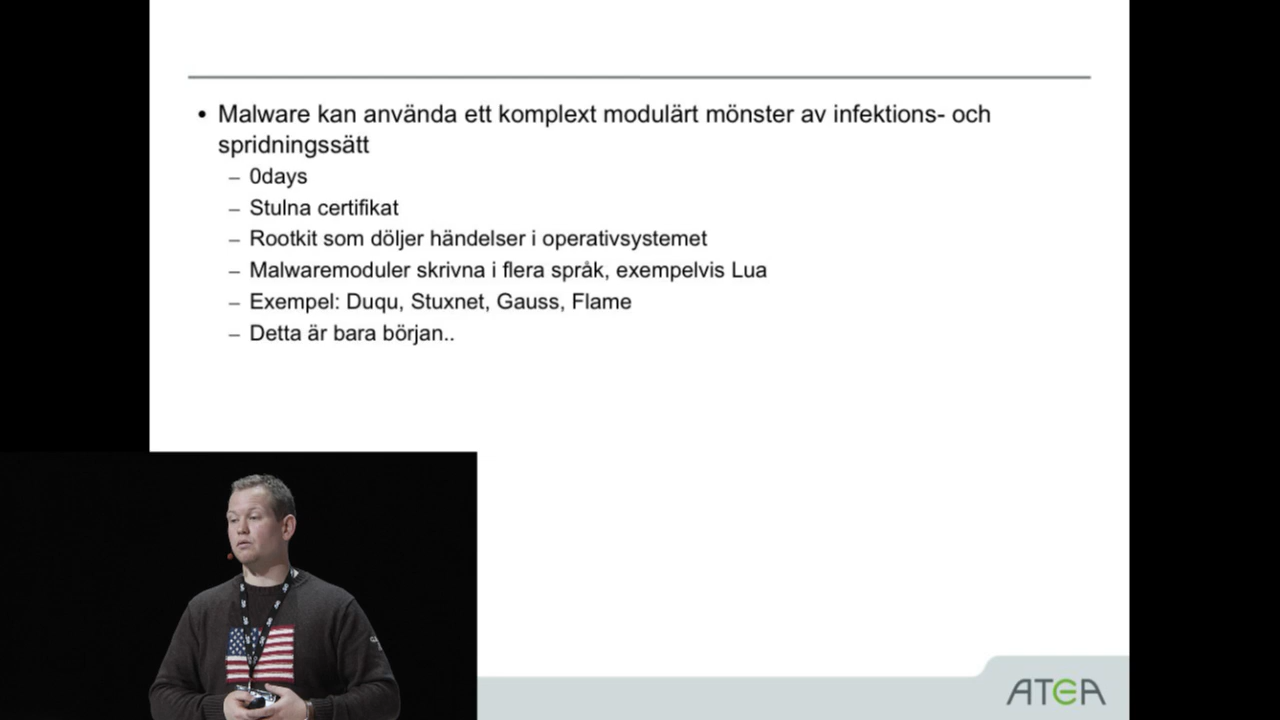 • Malware kan använda ett komplext modulärt mönster av infektions- och
spridningssätt
– 0days
– Stulna certifikat
– Rootkit som döljer händelser i operativsystemet
– Malwaremoduler skrivna i flera språk, exempelvis Lua
– Exempel: Duqu, Stuxnet, Gauss, Flame
– Detta är bara början..
ATEA